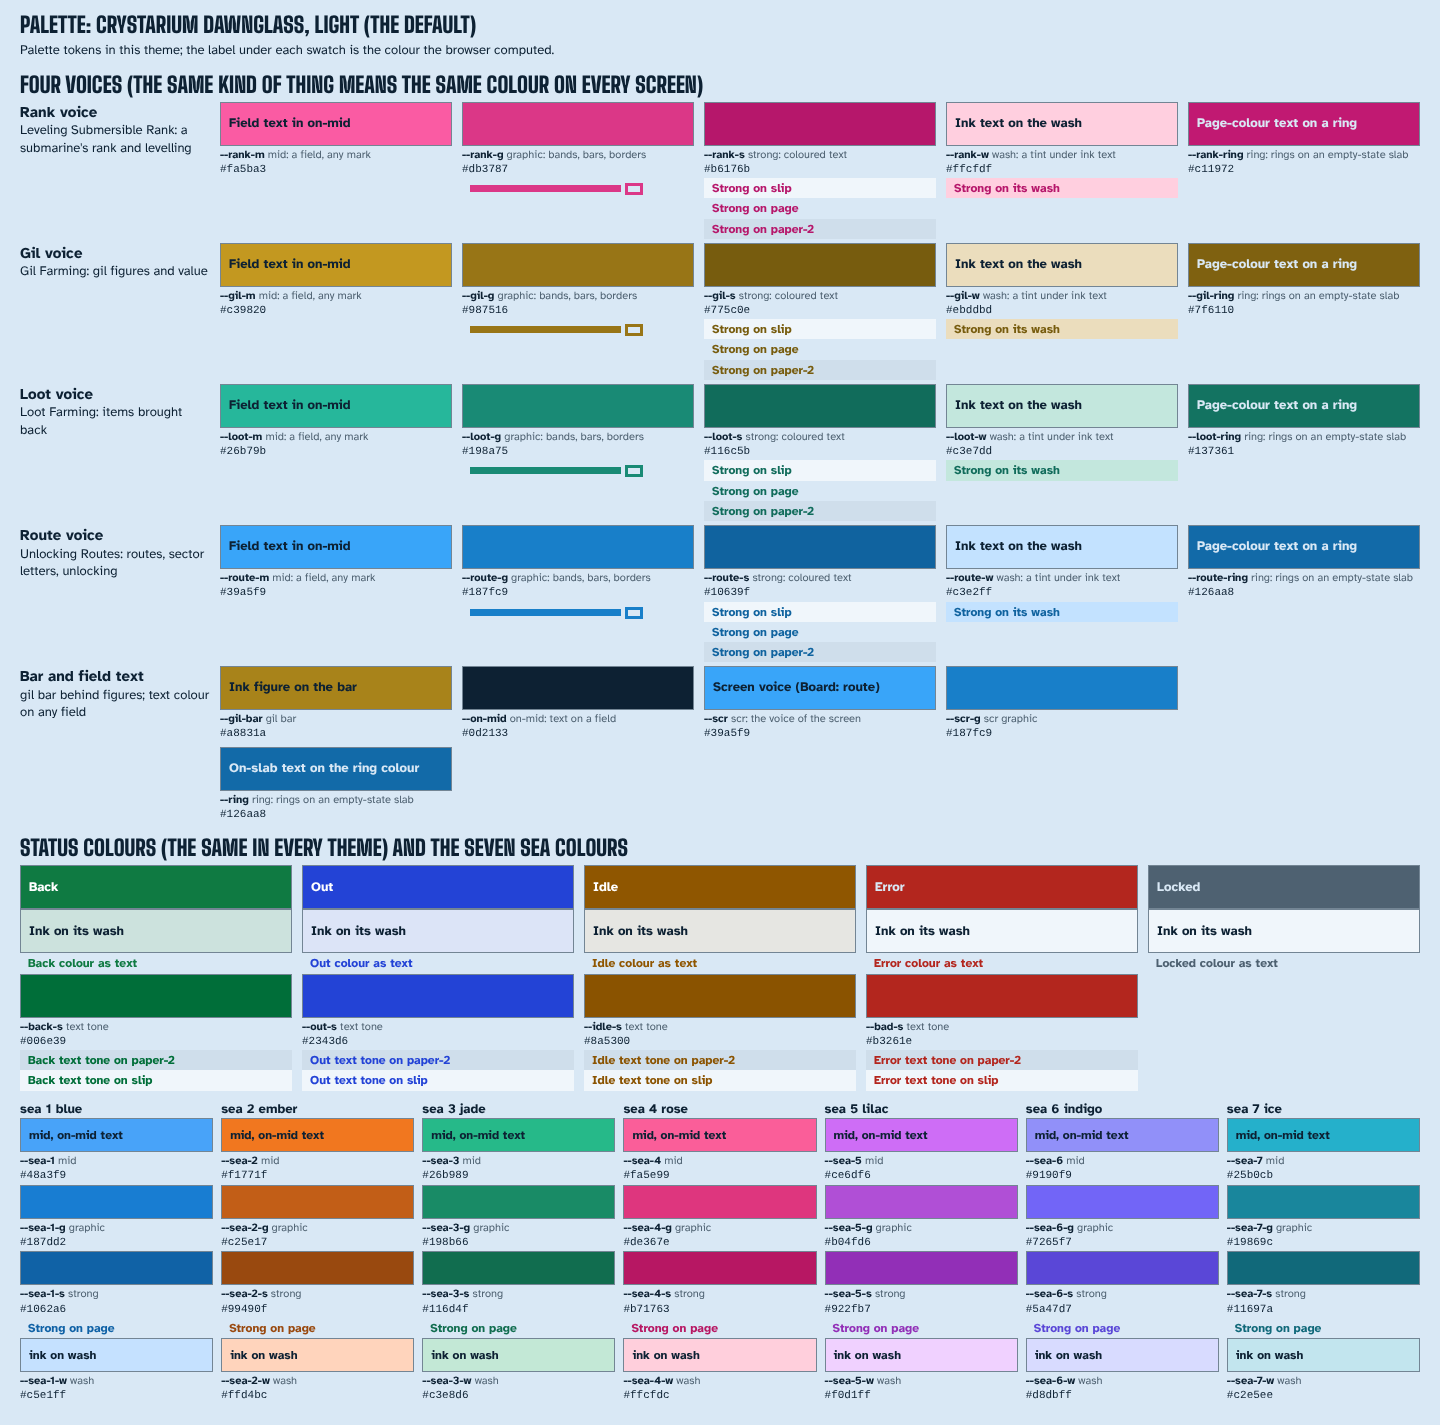 PALETTE: CRYSTARIUM DAWNGLASS, LIGHT (THE DEFAULT)
Palette tokens in this theme; the label under each swatch is the colour the browser computed.
FOUR VOICES (THE SAME KIND OF THING MEANS THE SAME COLOUR ON EVERY SCREEN)
Rank voice
Leveling Submersible Rank: a
submarine's rank and levelling
Field text in on-mid
--rank-m mid: a field, any mark
#fa5ba3
--rank-g graphic: bands, bars, borders
#db3787
--rank-s strong: coloured text
#b6176b
Strong on slip
Strong on page
Strong on paper-2
Ink text on the wash
--rank-w wash: a tint under ink text
#ffcfdf
Strong on its wash
Page-colour text on a ring
--rank-ring ring: rings on an empty-state slab
#c11972
Gil voice
Gil Farming: gil figures and value
Field text in on-mid
--gil-m mid: a field, any mark
#c39820
--gil-g graphic: bands, bars, borders
#987516
--gil-s strong: coloured text
#775c0e
Strong on slip
Strong on page
Strong on paper-2
Ink text on the wash
--gil-w wash: a tint under ink text
#ebddbd
Strong on its wash
Page-colour text on a ring
--gil-ring ring: rings on an empty-state slab
#7f6110
Loot voice
Loot Farming: items brought
back
Field text in on-mid
--loot-m mid: a field, any mark
#26b79b
--loot-g graphic: bands, bars, borders
#198a75
--loot-s strong: coloured text
#116c5b
Strong on slip
Strong on page
Strong on paper-2
Ink text on the wash
--loot-w wash: a tint under ink text
#c3e7dd
Strong on its wash
Page-colour text on a ring
--loot-ring ring: rings on an empty-state slab
#137361
Route voice
Unlocking Routes: routes, sector
letters, unlocking
Field text in on-mid
--route-m mid: a field, any mark
#39a5f9
--route-g graphic: bands, bars, borders
#187fc9
--route-s strong: coloured text
#10639f
Strong on slip
Strong on page
Strong on paper-2
Ink text on the wash
--route-w wash: a tint under ink text
#c3e2ff
Strong on its wash
Page-colour text on a ring
--route-ring ring: rings on an empty-state slab
#126aa8
Bar and field text
gil bar behind figures; text colour
on any field
Ink figure on the bar
--gil-bar gil bar
#a8831a
--on-mid on-mid: text on a field
#0d2133
Screen voice (Board: route)
--scr scr: the voice of the screen
#39a5f9
--scr-g scr graphic
#187fc9
On-slab text on the ring colour
--ring ring: rings on an empty-state slab
#126aa8
STATUS COLOURS (THE SAME IN EVERY THEME) AND THE SEVEN SEA COLOURS
Back
Ink on its wash
Back colour as text
--back-s text tone
#006e39
Back text tone on paper-2
Back text tone on slip
Out
Ink on its wash
Out colour as text
--out-s text tone
#2343d6
Out text tone on paper-2
Out text tone on slip
Idle
Ink on its wash
Idle colour as text
--idle-s text tone
#8a5300
Idle text tone on paper-2
Idle text tone on slip
Error
Ink on its wash
Error colour as text
--bad-s text tone
#b3261e
Error text tone on paper-2
Error text tone on slip
Locked
Ink on its wash
Locked colour as text
sea 1 blue
mid, on-mid text
--sea-1 mid
#48a3f9
--sea-1-g graphic
#187dd2
--sea-1-s strong
#1062a6
Strong on page
ink on wash
--sea-1-w wash
#c5e1ff
sea 2 ember
mid, on-mid text
--sea-2 mid
#f1771f
--sea-2-g graphic
#c25e17
--sea-2-s strong
#99490f
Strong on page
ink on wash
--sea-2-w wash
#ffd4bc
sea 3 jade
mid, on-mid text
--sea-3 mid
#26b989
--sea-3-g graphic
#198b66
--sea-3-s strong
#116d4f
Strong on page
ink on wash
--sea-3-w wash
#c3e8d6
sea 4 rose
mid, on-mid text
--sea-4 mid
#fa5e99
--sea-4-g graphic
#de367e
--sea-4-s strong
#b71763
Strong on page
ink on wash
--sea-4-w wash
#ffcfdc
sea 5 lilac
mid, on-mid text
--sea-5 mid
#ce6df6
--sea-5-g graphic
#b04fd6
--sea-5-s strong
#922fb7
Strong on page
ink on wash
--sea-5-w wash
#f0d1ff
sea 6 indigo
mid, on-mid text
--sea-6 mid
#9190f9
--sea-6-g graphic
#7265f7
--sea-6-s strong
#5a47d7
Strong on page
ink on wash
--sea-6-w wash
#d8dbff
sea 7 ice
mid, on-mid text
--sea-7 mid
#25b0cb
--sea-7-g graphic
#19869c
--sea-7-s strong
#11697a
Strong on page
ink on wash
--sea-7-w wash
#c2e5ee